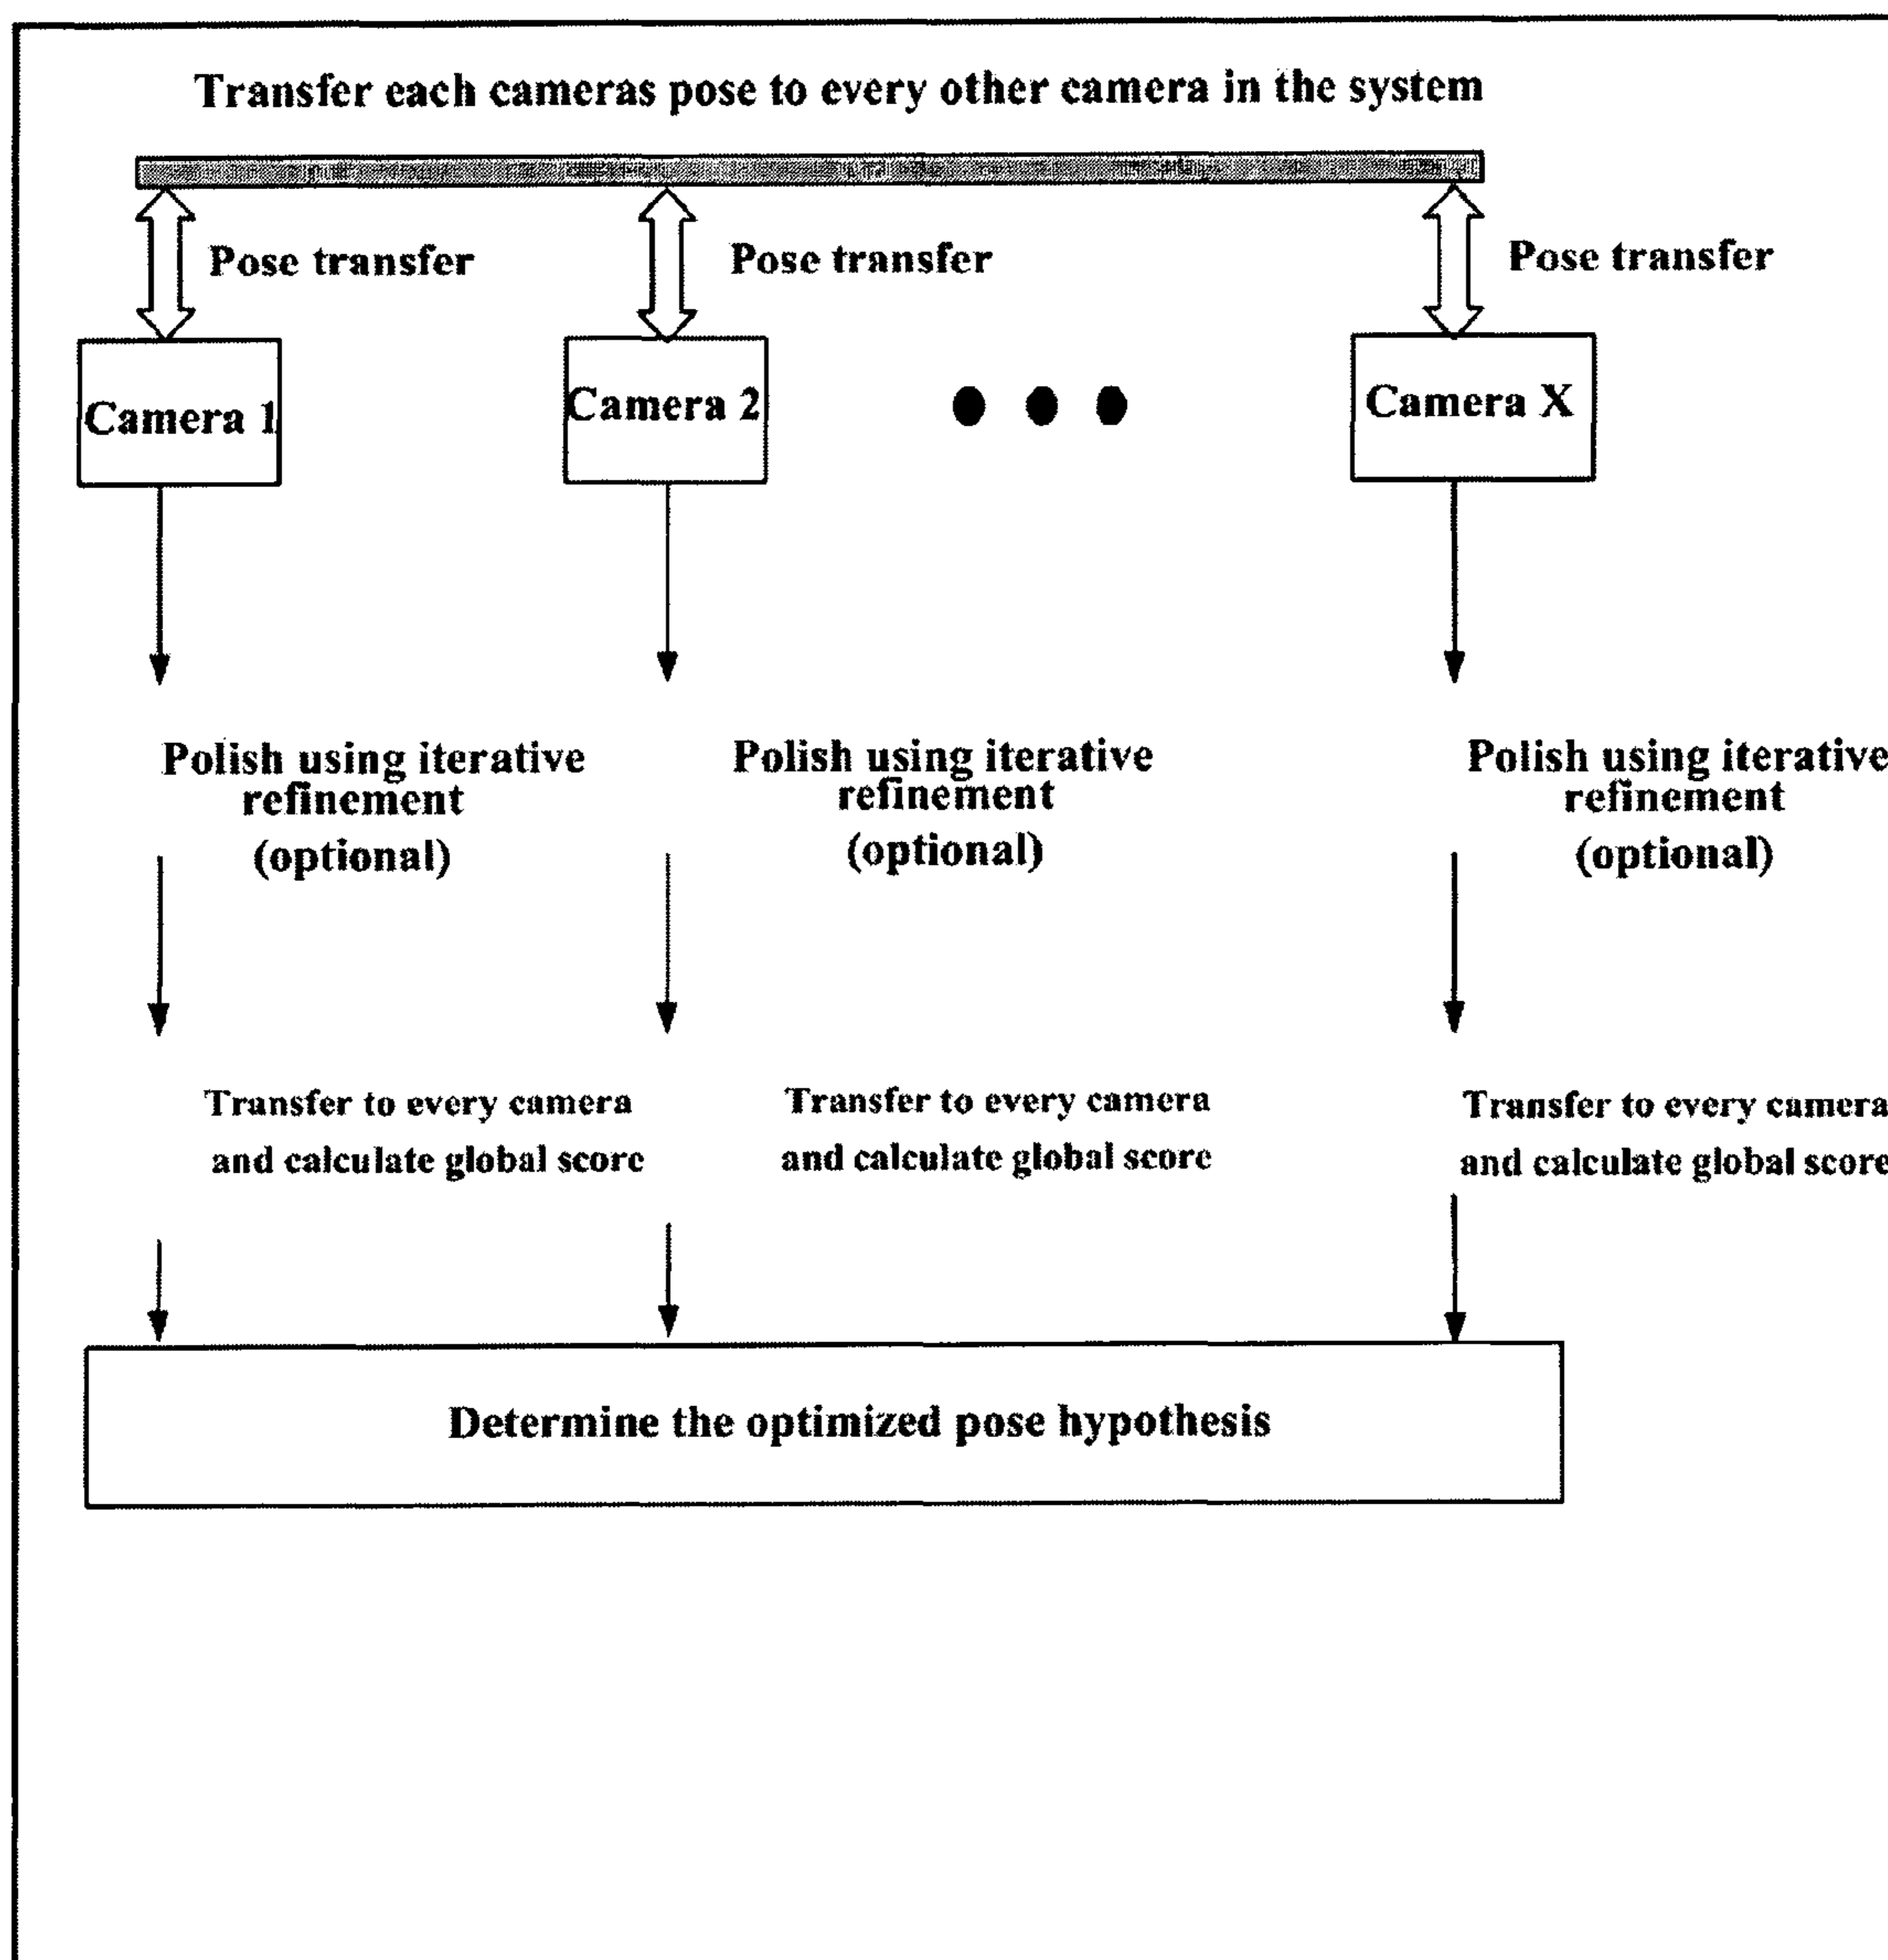 Transfer each cameras pose to every other camera in the system
Pose transfer
Pose transfer
Pose transfer
Camera 1
Camera 2
Camera X
Polish using iterative
refinement
(optional)
Polish using iterative
refinement
(optional)
Polish using iterative
refinement
(optional)
Transfer to every camera
and calculate global score
Transfer to every camera
and calculate global score
Transfer to every camera
and calculate global score
Determine the optimized pose hypothesis